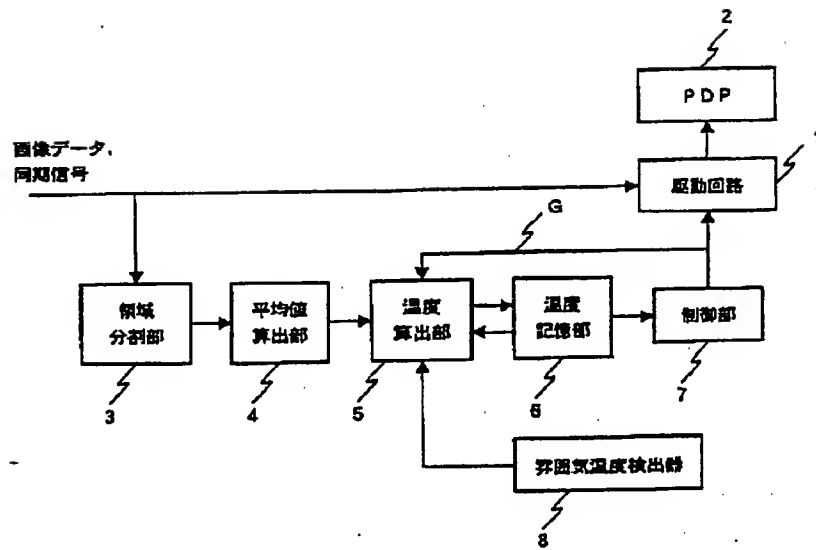 2
PDP
画像データ、
同期信号
駆動回路
G
領域
分割部
平均値
算出部
温度
算出部
温度
記憶部
制御部
3
4
5
6
7
雰囲気温度検出器
8